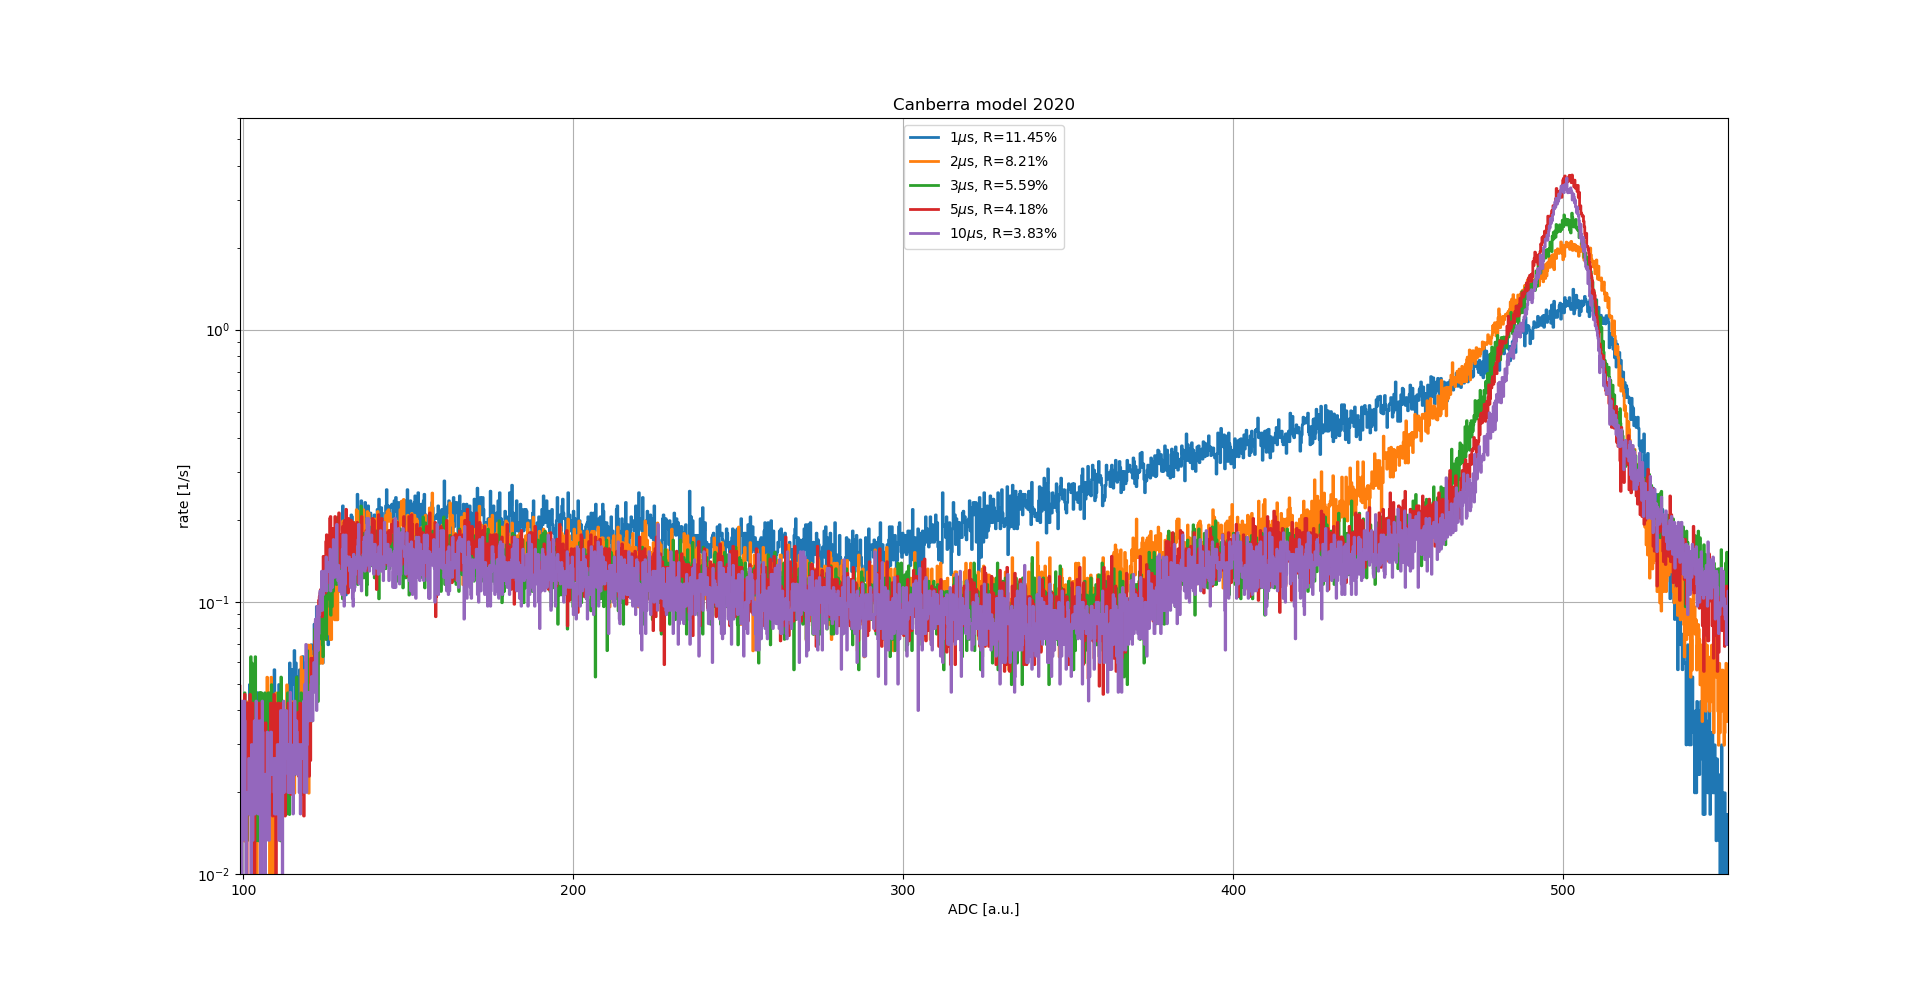 Canberra model 2020
1μs, R=11.45%
2μs, R=8.21%
3μs, R=5.59%
5μs, R=4.18%
10μs, R=3.83%
rate [1/s]
10⁰
10⁻¹
10⁻²
100 200 300 400 500
ADC [a.u.]